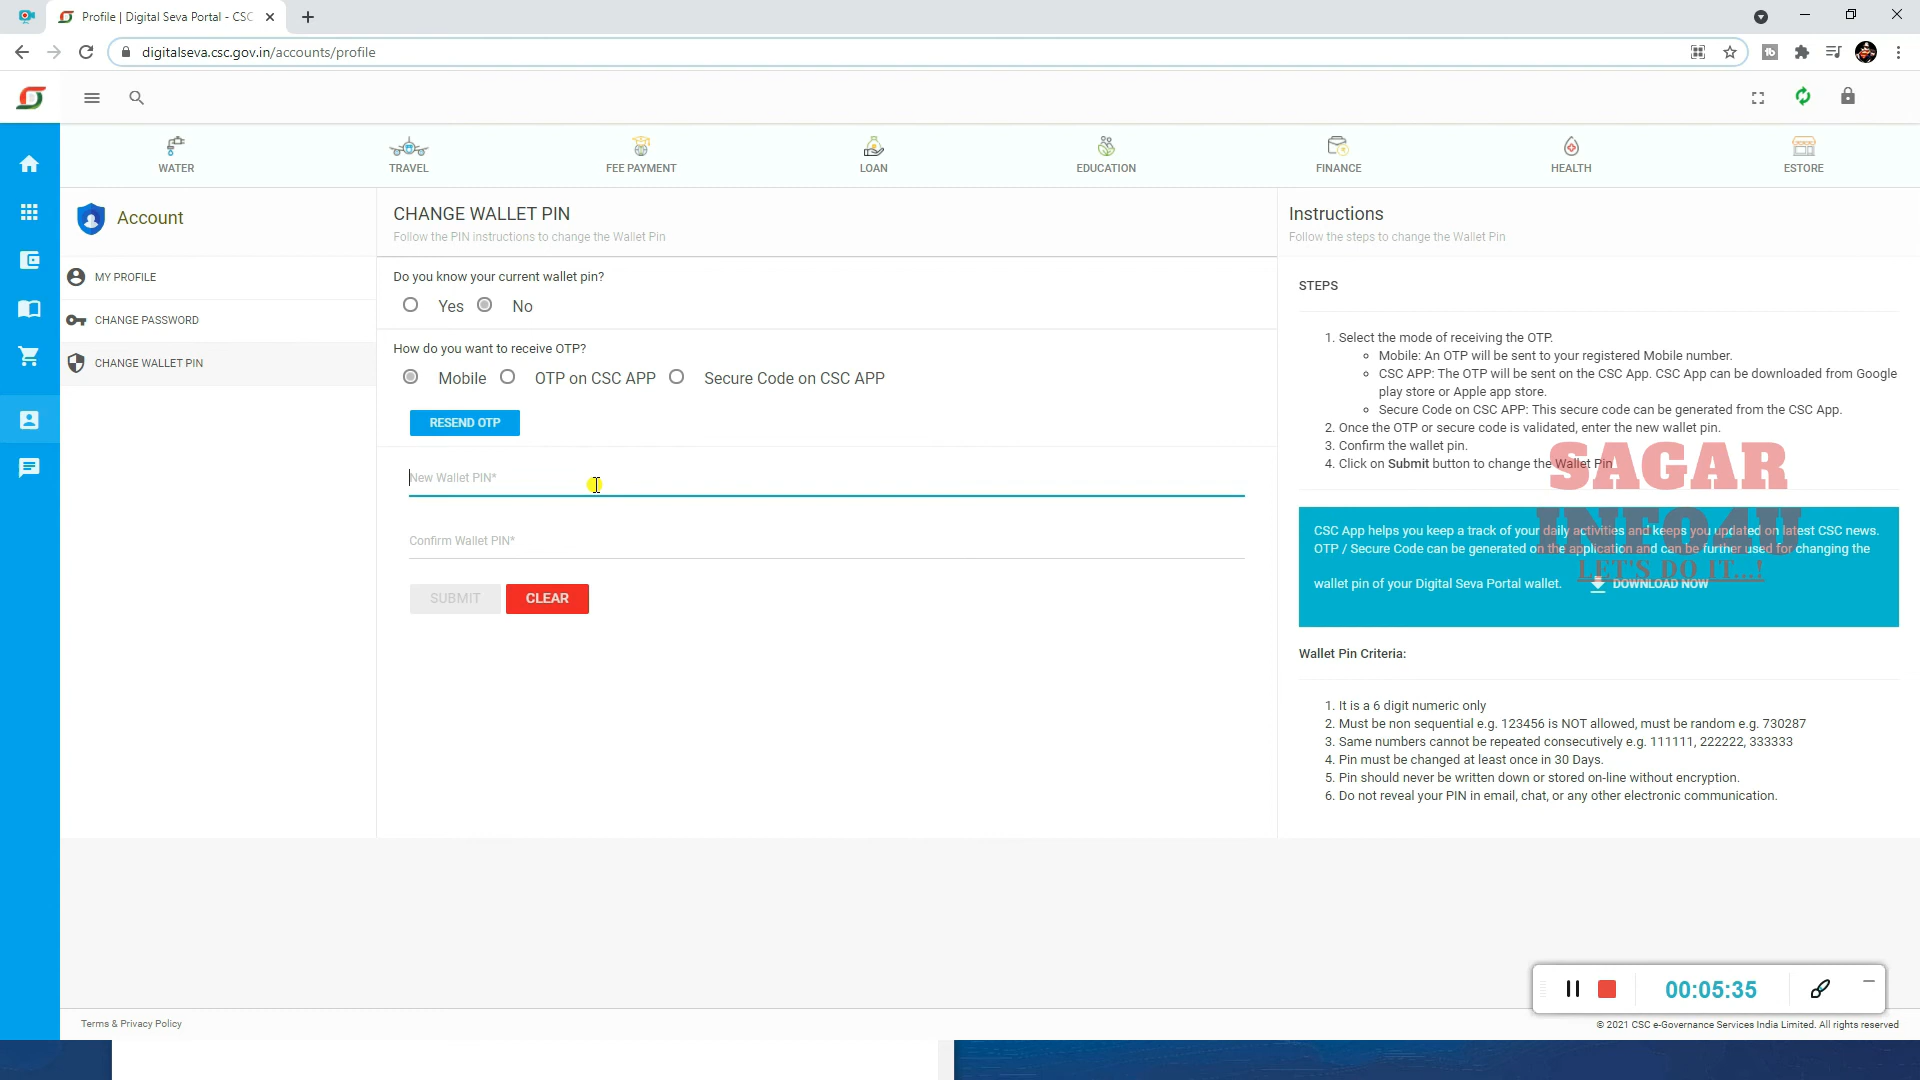 Profile | Digital Seva Portal - CSC
digitalseva.csc.gov.in/accounts/profile
WATER
TRAVEL
FEE PAYMENT
LOAN
EDUCATION
FINANCE
HEALTH
ESTORE
Account
MY PROFILE
CHANGE PASSWORD
CHANGE WALLET PIN
CHANGE WALLET PIN
Follow the PIN instructions to change the Wallet Pin
Do you know your current wallet pin?
Yes No
How do you want to receive OTP?
Mobile OTP on CSC APP Secure Code on CSC APP
RESEND OTP
New Wallet PIN*
Confirm Wallet PIN*
SUBMIT CLEAR
Instructions
Follow the steps to change the Wallet Pin
STEPS
1. Select the mode of receiving the OTP.
Mobile: An OTP will be sent to your registered Mobile number.
CSC APP: The OTP will be sent on the CSC App. CSC App can be downloaded from Google
play store or Apple app store.
Secure Code on CSC APP: This secure code can be generated from the CSC App.
2. Once the OTP or secure code is validated, enter the new wallet pin.
3. Confirm the wallet pin.
4. Click on Submit button to change the Wallet Pin
SAGAR
INFO4U
LET'S DO IT...!
CSC App helps you keep a track of your daily activities and keeps you updated on latest CSC news.
OTP / Secure Code can be generated on the application and can be further used for changing the
wallet pin of your Digital Seva Portal wallet. DOWNLOAD NOW
Wallet Pin Criteria:
1. It is a 6 digit numeric only
2. Must be non sequential e.g. 123456 is NOT allowed, must be random e.g. 730287
3. Same numbers cannot be repeated consecutively e.g. 111111, 222222, 333333
4. Pin must be changed at least once in 30 Days.
5. Pin should never be written down or stored on-line without encryption.
6. Do not reveal your PIN in email, chat, or any other electronic communication.
00:05:35
Terms & Privacy Policy
© 2021 CSC e-Governance Services India Limited. All rights reserved